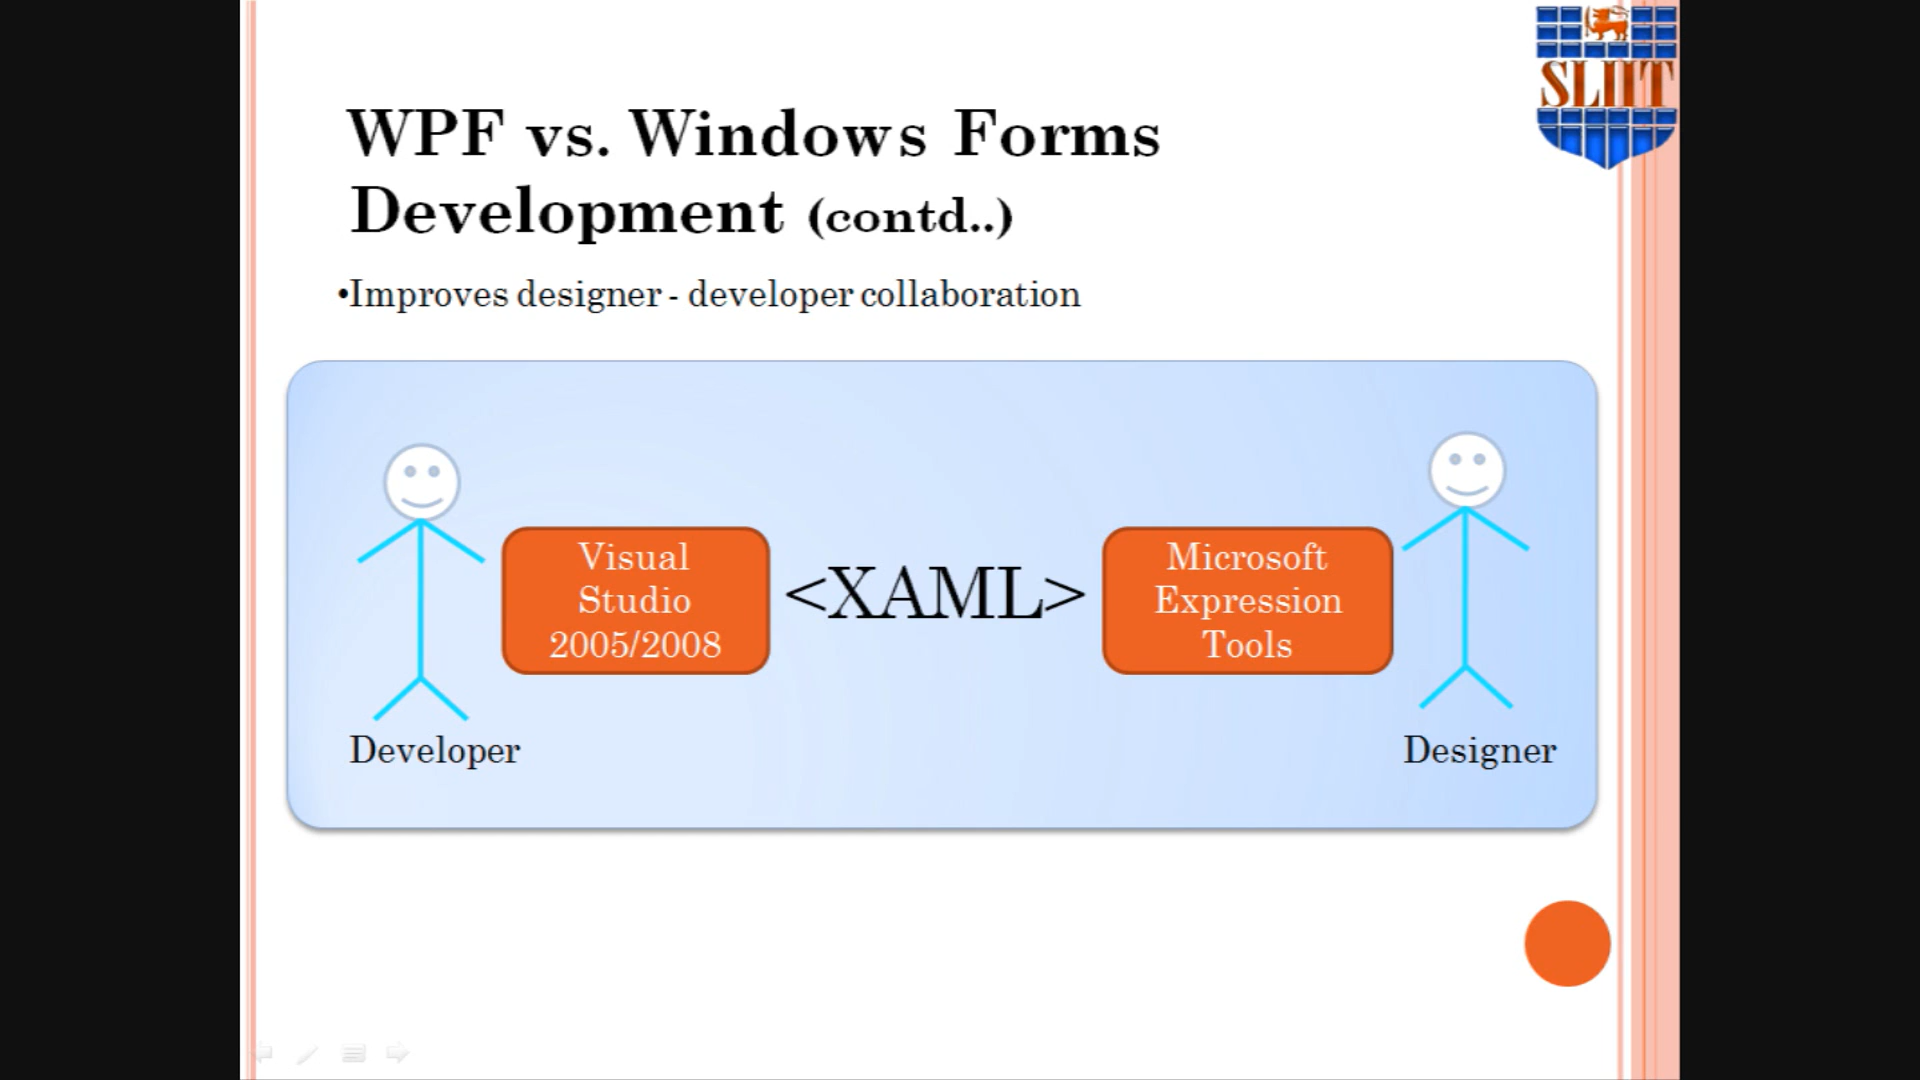 SLIIT
WPF vs. Windows Forms
Development (contd..)
•Improves designer - developer collaboration
Visual
Studio
2005/2008
<XAML>
Microsoft
Expression
Tools
Developer
Designer